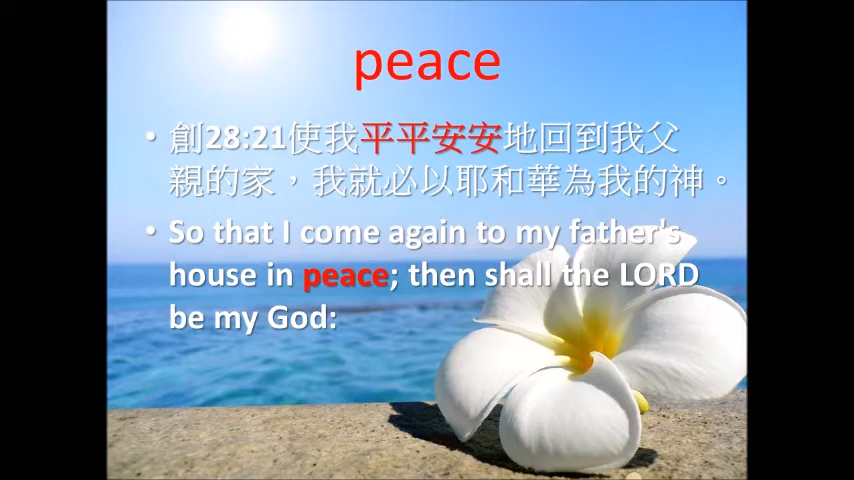 peace
• 創28:21使我平平安安地回到我父
親的家，我就必以耶和華為我的神。
• So that I come again to my father's
house in peace; then shall the LORD
be my God: